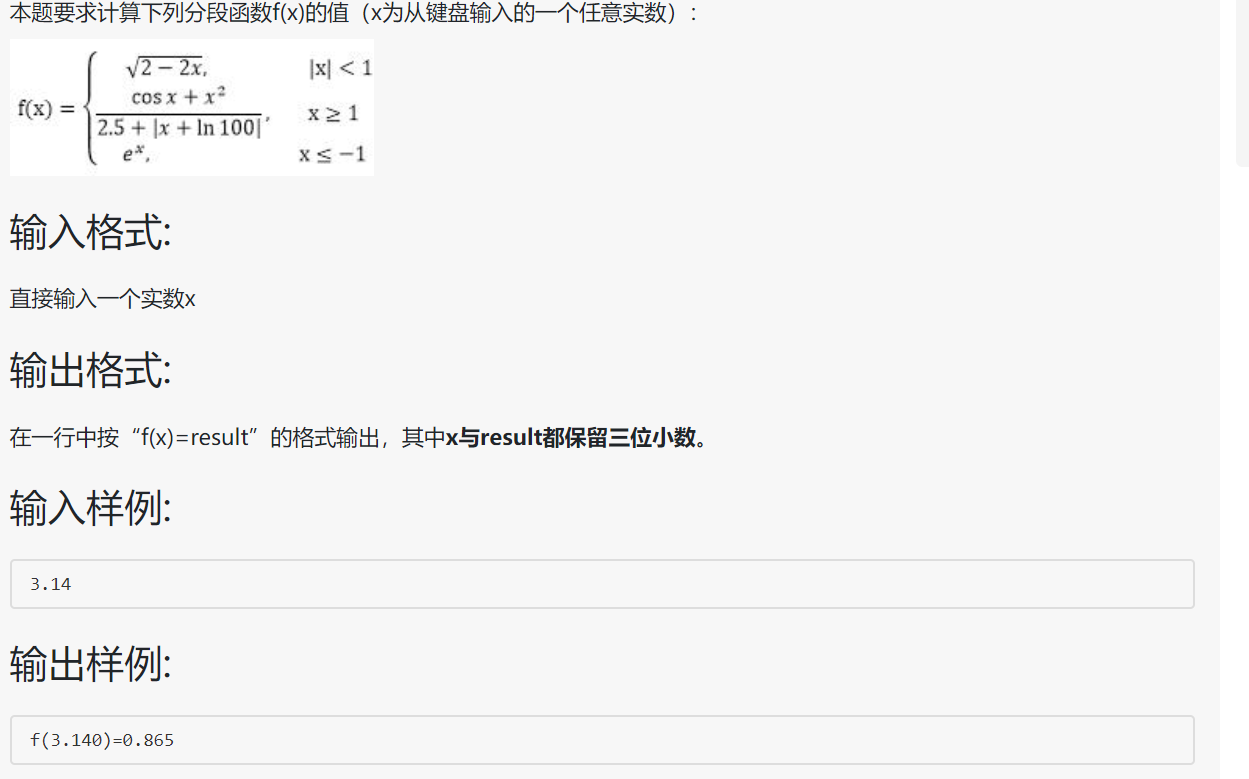 本题要求计算下列分段函数f(x)的值（x为从键盘输入的一个任意实数）：
√2 − 2x, |x| < 1
cos x + x²
f(x) = x ≥ 1
2.5 + |x + ln 100|,
eˣ, x ≤ −1
输入格式:
直接输入一个实数x
输出格式:
在一行中按“f(x)=result”的格式输出，其中x与result都保留三位小数。
输入样例:
3.14
输出样例:
f(3.140)=0.865